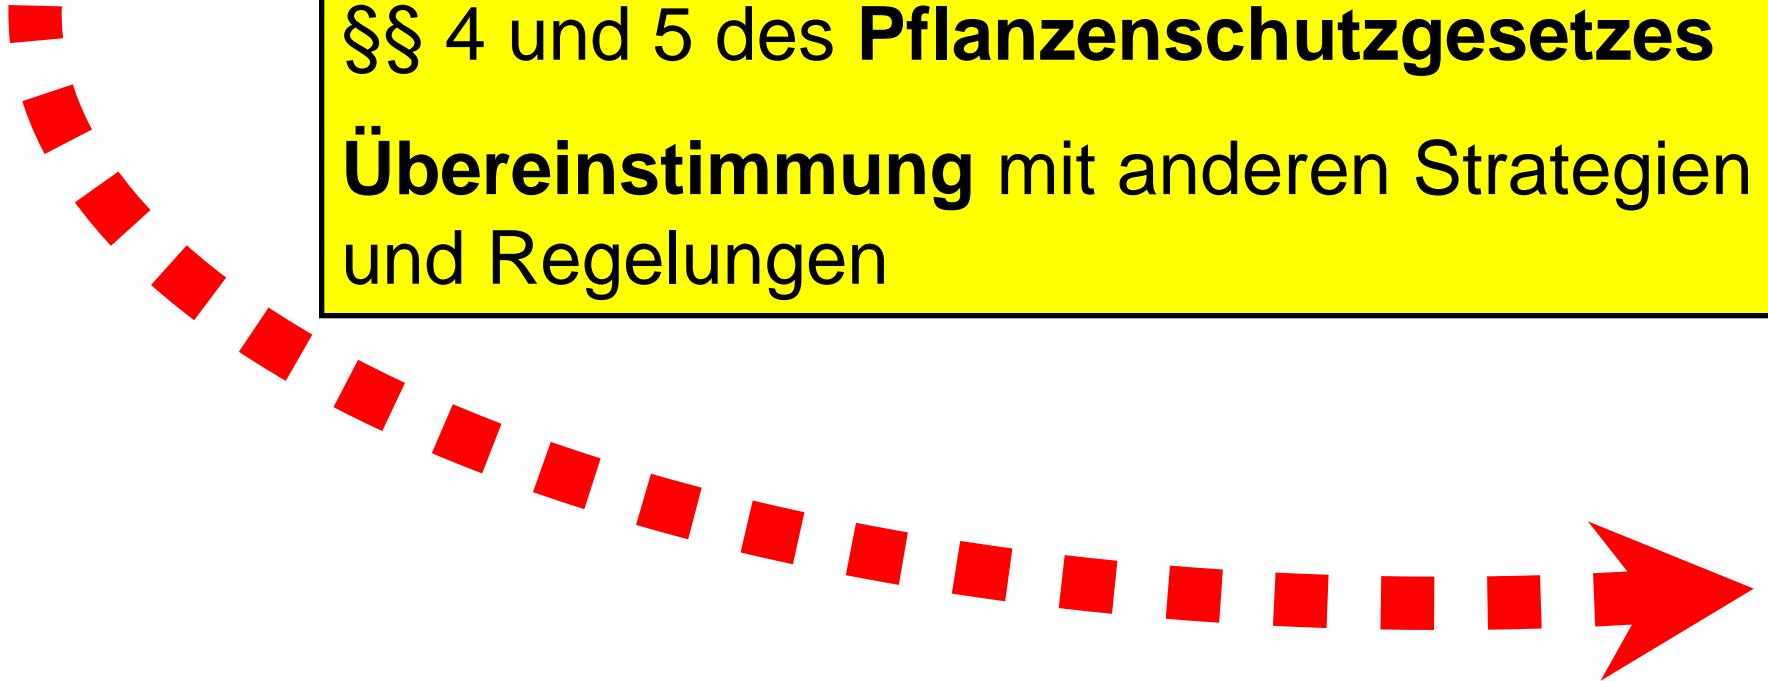 §§ 4 und 5 des Pflanzenschutzgesetzes
Übereinstimmung mit anderen Strategien
und Regelungen